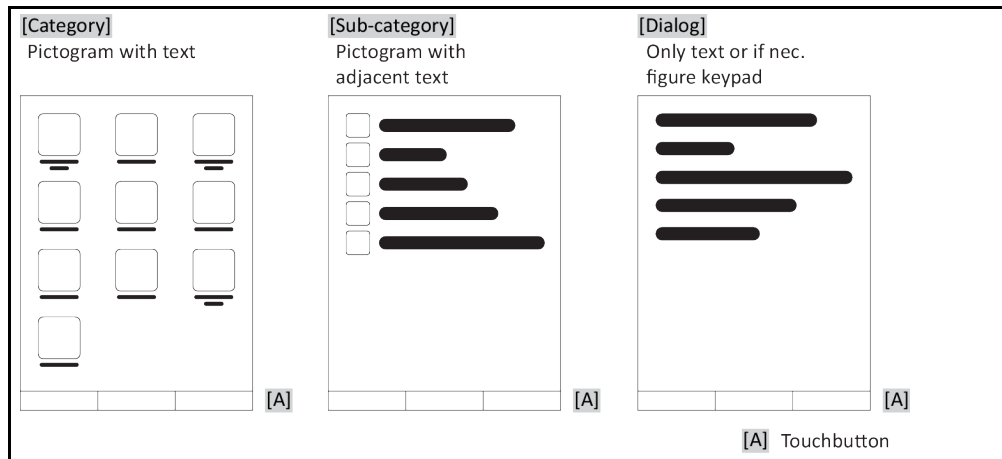 [Category]
Pictogram with text
[Sub-category]
Pictogram with
adjacent text
[Dialog]
Only text or if nec.
figure keypad
[A]
[A]
[A]
[A] Touchbutton